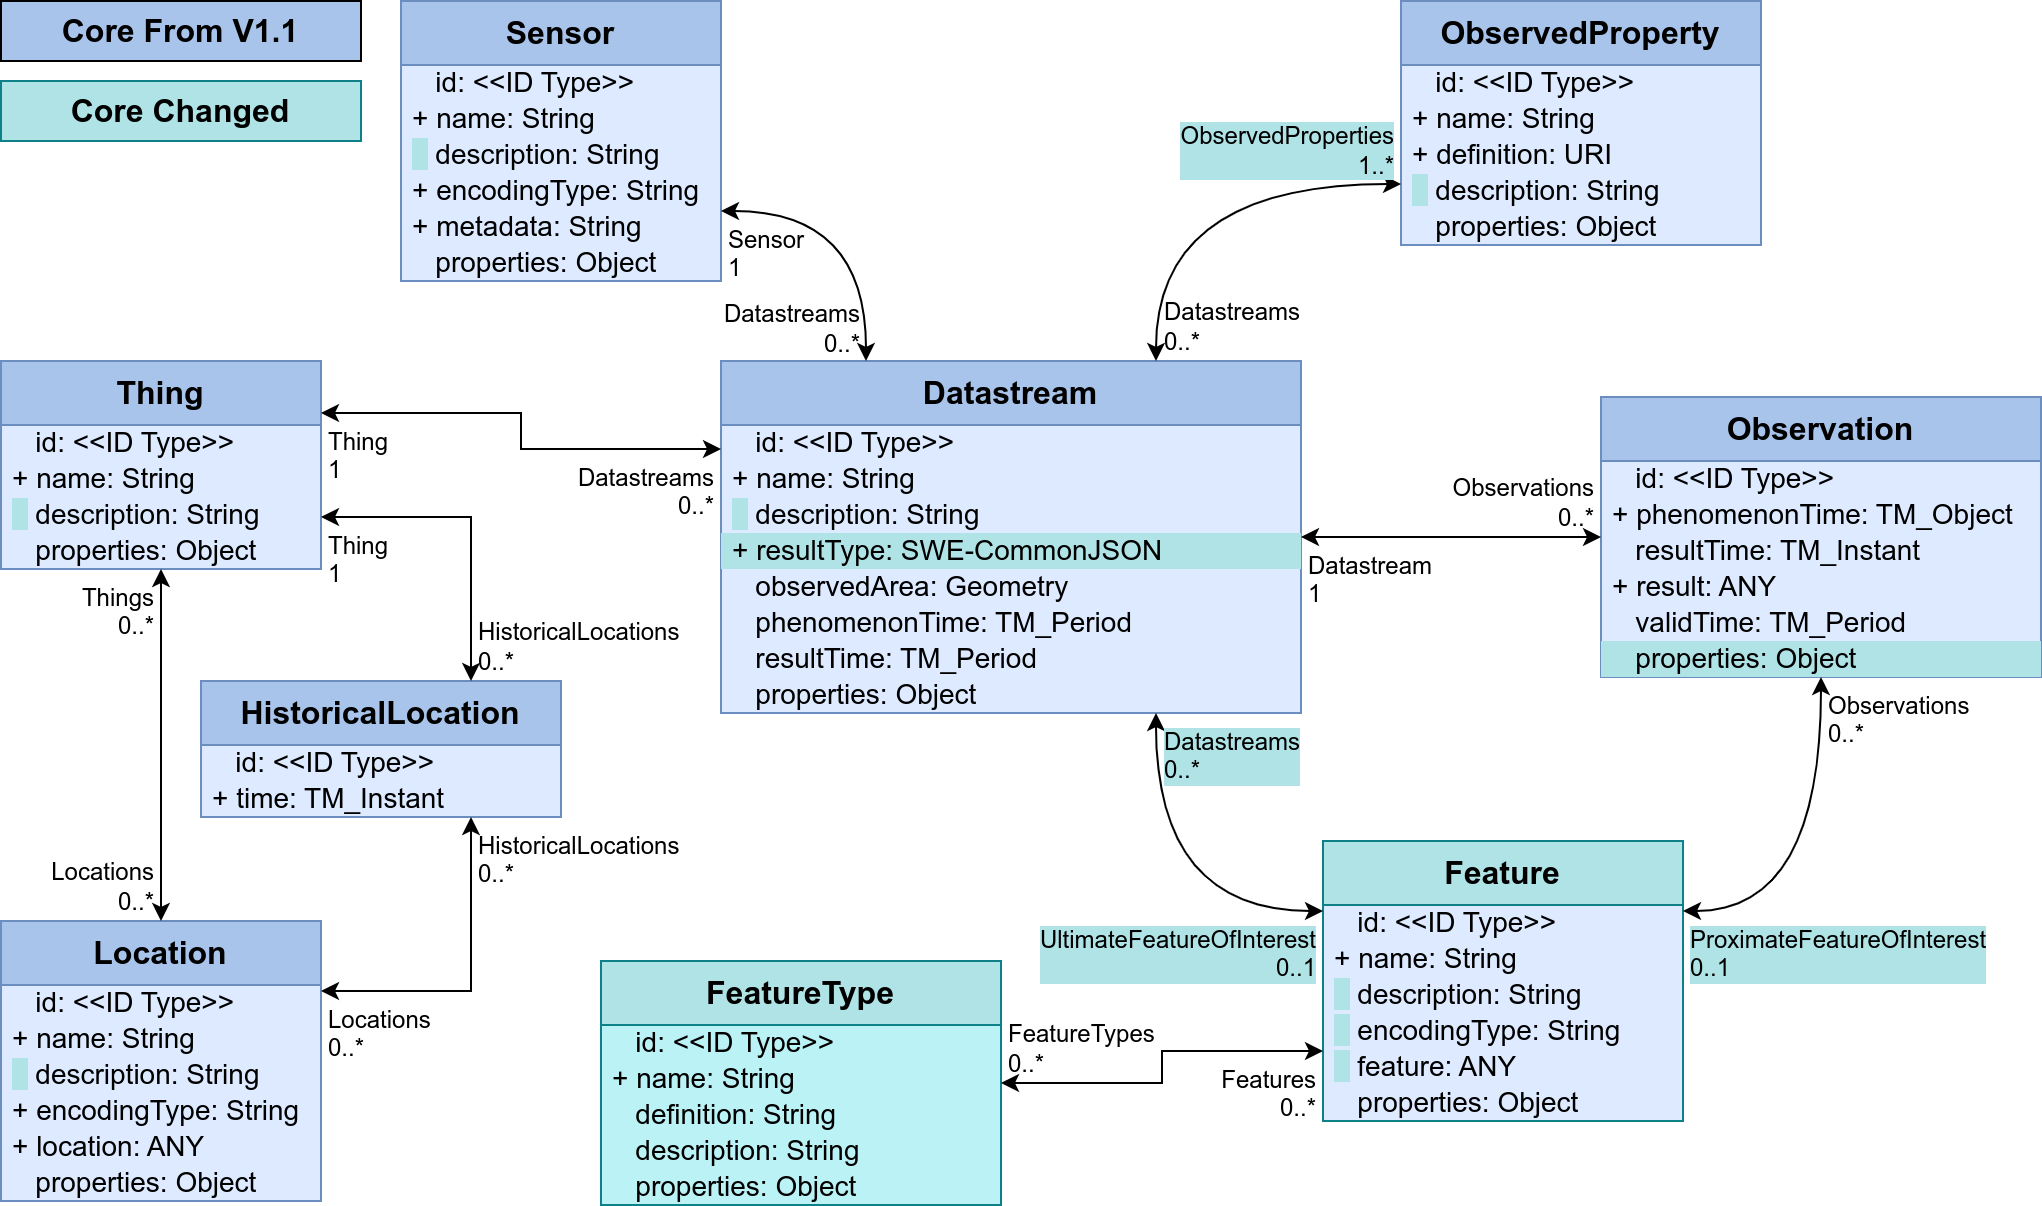 Core From V1.1
Core Changed
Sensor
id: <<ID Type>>
+ name: String
description: String
+ encodingType: String
+ metadata: String
properties: Object
ObservedProperty
id: <<ID Type>>
+ name: String
+ definition: URI
description: String
properties: Object
ObservedProperties
1..*
Sensor
1
Datastreams
0..*
Datastreams
0..*
Thing
id: <<ID Type>>
+ name: String
description: String
properties: Object
Thing
1
Datastreams
0..*
Thing
1
Datastream
id: <<ID Type>>
+ name: String
description: String
+ resultType: SWE-CommonJSON
observedArea: Geometry
phenomenonTime: TM_Period
resultTime: TM_Period
properties: Object
Observations
0..*
Datastream
1
Observation
id: <<ID Type>>
+ phenomenonTime: TM_Object
resultTime: TM_Instant
+ result: ANY
validTime: TM_Period
properties: Object
Things
0..*
HistoricalLocations
0..*
HistoricalLocation
id: <<ID Type>>
+ time: TM_Instant
HistoricalLocations
0..*
Datastreams
0..*
Observations
0..*
Locations
0..*
Location
id: <<ID Type>>
+ name: String
description: String
+ encodingType: String
+ location: ANY
properties: Object
Locations
0..*
FeatureType
id: <<ID Type>>
+ name: String
definition: String
description: String
properties: Object
FeatureTypes
0..*
UltimateFeatureOfInterest
0..1
Features
0..*
Feature
id: <<ID Type>>
+ name: String
description: String
encodingType: String
feature: ANY
properties: Object
ProximateFeatureOfInterest
0..1